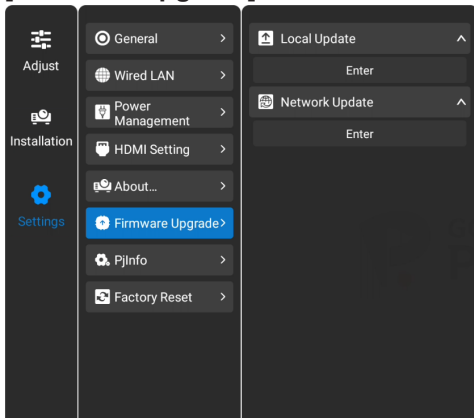 Adjust
Installation
Settings
General
Wired LAN
Power
Management
HDMI Setting
About...
Firmware Upgrade
PjInfo
Factory Reset
Local Update
Enter
Network Update
Enter